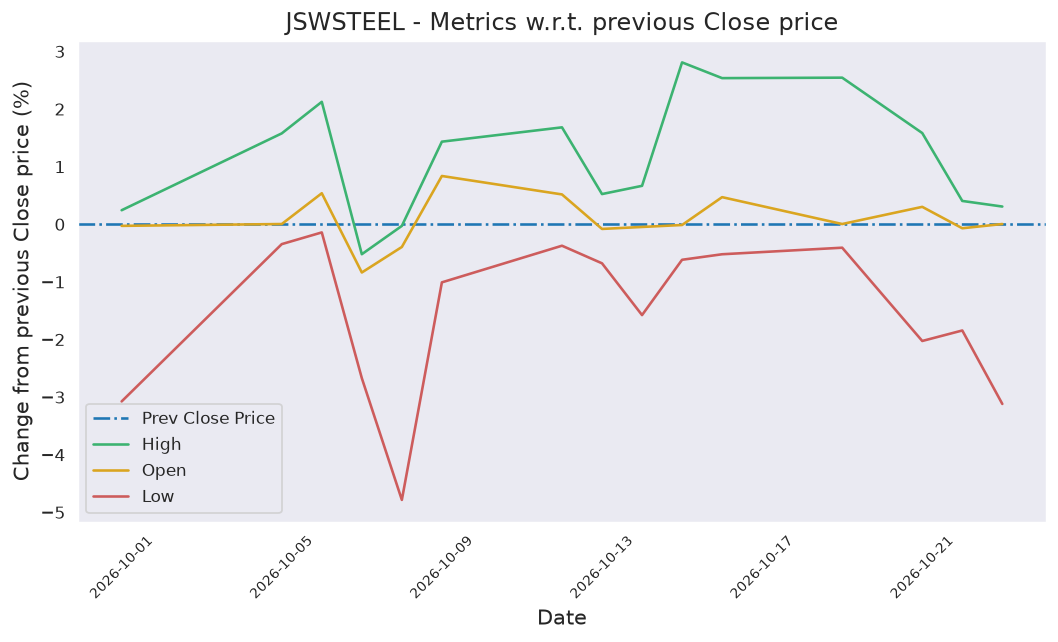 JSWSTEEL - Metrics w.r.t. previous Close price
Change from previous Close price (%)
3
2
1
0
−1
−2
−3
−4
−5
Prev Close Price
High
Open
Low
2026-10-01
2026-10-05
2026-10-09
2026-10-13
2026-10-17
2026-10-21
Date